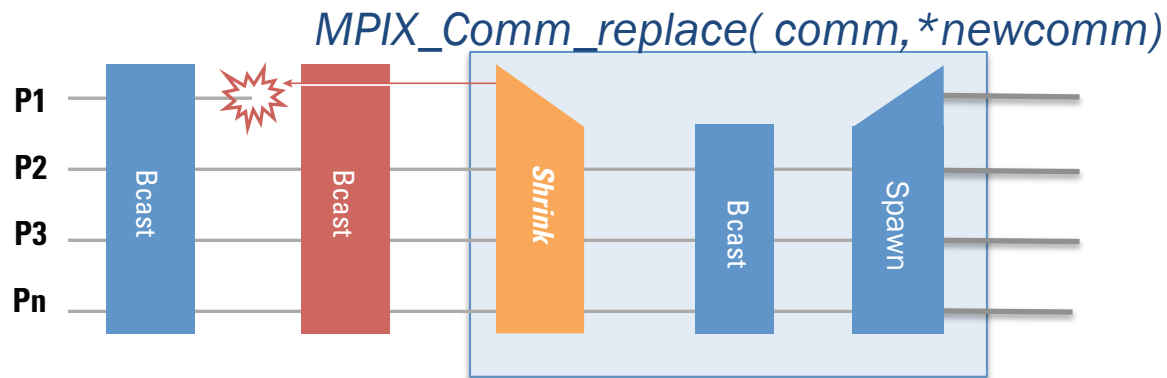 MPIX_Comm_replace( comm,*newcomm)
P1
P2
P3
Pn
Bcast
Bcast
Shrink
Bcast
Spawn